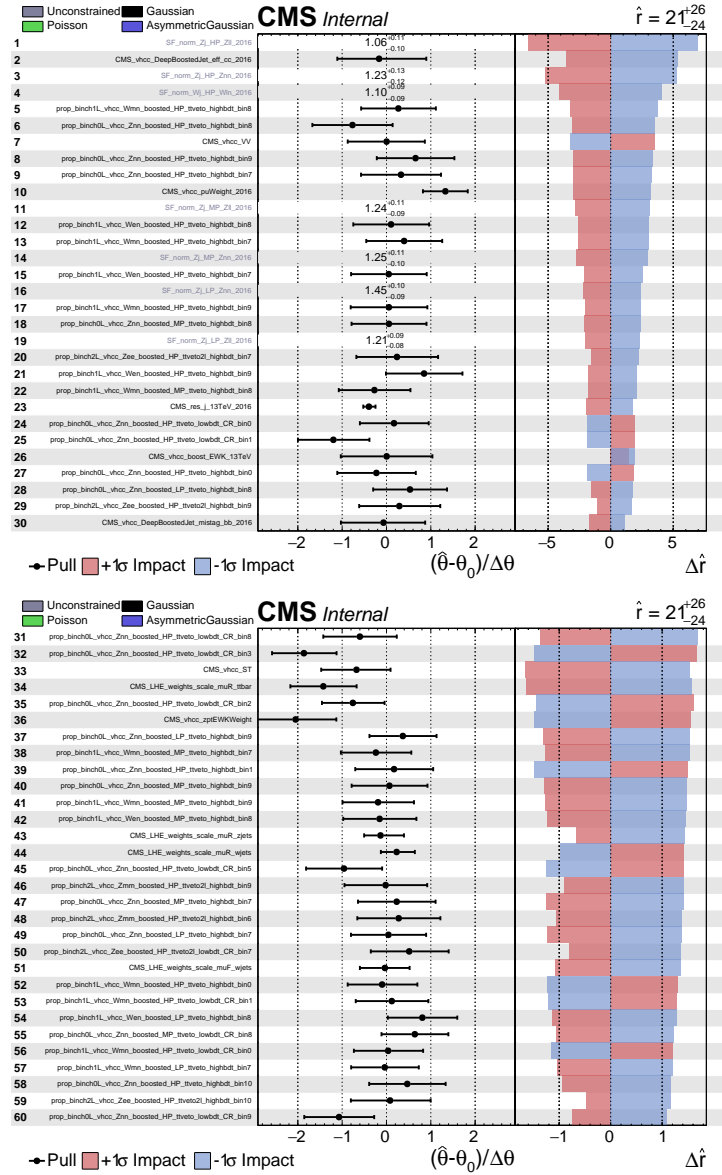 Unconstrained Gaussian
Poisson AsymmetricGaussian
CMS Internal
r̂ = 21 +26 −24
1 SF_norm_Zj_HP_Zll_2016 1.06 +0.11 −0.10
2 CMS_vhcc_DeepBoostedJet_eff_cc_2016
3 SF_norm_Zj_HP_Znn_2016 1.23 +0.13 −0.12
4 SF_norm_Wj_HP_Wln_2016 1.10 +0.09 −0.09
5 prop_binch1L_vhcc_Wmn_boosted_HP_ttveto_highbdt_bin8
6 prop_binch0L_vhcc_Znn_boosted_HP_ttveto_highbdt_bin8
7 CMS_vhcc_VV
8 prop_binch0L_vhcc_Znn_boosted_HP_ttveto_highbdt_bin9
9 prop_binch0L_vhcc_Znn_boosted_HP_ttveto_highbdt_bin7
10 CMS_vhcc_puWeight_2016
11 SF_norm_Zj_MP_Zll_2016 1.24 +0.11 −0.09
12 prop_binch1L_vhcc_Wen_boosted_HP_ttveto_highbdt_bin8
13 prop_binch1L_vhcc_Wmn_boosted_HP_ttveto_highbdt_bin7
14 SF_norm_Zj_MP_Znn_2016 1.25 +0.11 −0.10
15 prop_binch1L_vhcc_Wen_boosted_HP_ttveto_highbdt_bin7
16 SF_norm_Zj_LP_Znn_2016 1.45 +0.10 −0.09
17 prop_binch1L_vhcc_Wmn_boosted_HP_ttveto_highbdt_bin9
18 prop_binch0L_vhcc_Znn_boosted_MP_ttveto_highbdt_bin8
19 SF_norm_Zj_LP_Zll_2016 1.21 +0.09 −0.08
20 prop_binch2L_vhcc_Zee_boosted_HP_ttveto2l_highbdt_bin7
21 prop_binch1L_vhcc_Wen_boosted_HP_ttveto_highbdt_bin9
22 prop_binch1L_vhcc_Wmn_boosted_MP_ttveto_highbdt_bin8
23 CMS_res_j_13TeV_2016
24 prop_binch0L_vhcc_Znn_boosted_HP_ttveto_lowbdt_CR_bin0
25 prop_binch0L_vhcc_Znn_boosted_HP_ttveto_lowbdt_CR_bin1
26 CMS_vhcc_boost_EWK_13TeV
27 prop_binch0L_vhcc_Znn_boosted_HP_ttveto_highbdt_bin0
28 prop_binch0L_vhcc_Znn_boosted_LP_ttveto_highbdt_bin8
29 prop_binch2L_vhcc_Zee_boosted_HP_ttveto2l_highbdt_bin9
30 CMS_vhcc_DeepBoostedJet_mistag_bb_2016
−2 −1 0 1 2 −5 0 5
Pull +1σ Impact -1σ Impact (θ̂-θ0)/Δθ Δr̂
Unconstrained Gaussian
Poisson AsymmetricGaussian
CMS Internal
r̂ = 21 +26 −24
31 prop_binch0L_vhcc_Znn_boosted_HP_ttveto_lowbdt_CR_bin8
32 prop_binch0L_vhcc_Znn_boosted_HP_ttveto_lowbdt_CR_bin3
33 CMS_vhcc_ST
34 CMS_LHE_weights_scale_muR_ttbar
35 prop_binch0L_vhcc_Znn_boosted_HP_ttveto_lowbdt_CR_bin2
36 CMS_vhcc_zptEWKWeight
37 prop_binch0L_vhcc_Znn_boosted_LP_ttveto_highbdt_bin9
38 prop_binch1L_vhcc_Wmn_boosted_MP_ttveto_highbdt_bin7
39 prop_binch0L_vhcc_Znn_boosted_HP_ttveto_highbdt_bin1
40 prop_binch0L_vhcc_Znn_boosted_MP_ttveto_highbdt_bin9
41 prop_binch1L_vhcc_Wmn_boosted_MP_ttveto_highbdt_bin9
42 prop_binch1L_vhcc_Wen_boosted_MP_ttveto_highbdt_bin8
43 CMS_LHE_weights_scale_muR_zjets
44 CMS_LHE_weights_scale_muR_wjets
45 prop_binch0L_vhcc_Znn_boosted_HP_ttveto_lowbdt_CR_bin5
46 prop_binch2L_vhcc_Zmm_boosted_HP_ttveto2l_highbdt_bin9
47 prop_binch0L_vhcc_Znn_boosted_MP_ttveto_highbdt_bin7
48 prop_binch2L_vhcc_Zmm_boosted_HP_ttveto2l_highbdt_bin6
49 prop_binch0L_vhcc_Znn_boosted_LP_ttveto_highbdt_bin7
50 prop_binch2L_vhcc_Zee_boosted_HP_ttveto2l_lowbdt_CR_bin7
51 CMS_LHE_weights_scale_muF_wjets
52 prop_binch1L_vhcc_Wmn_boosted_HP_ttveto_highbdt_bin0
53 prop_binch1L_vhcc_Wmn_boosted_HP_ttveto_lowbdt_CR_bin1
54 prop_binch1L_vhcc_Wen_boosted_LP_ttveto_highbdt_bin8
55 prop_binch0L_vhcc_Znn_boosted_MP_ttveto_lowbdt_CR_bin8
56 prop_binch1L_vhcc_Wmn_boosted_HP_ttveto_lowbdt_CR_bin0
57 prop_binch1L_vhcc_Wmn_boosted_LP_ttveto_highbdt_bin7
58 prop_binch0L_vhcc_Znn_boosted_HP_ttveto_highbdt_bin10
59 prop_binch2L_vhcc_Zee_boosted_HP_ttveto2l_highbdt_bin10
60 prop_binch0L_vhcc_Znn_boosted_HP_ttveto_lowbdt_CR_bin9
−2 −1 0 1 2 −1 0 1
Pull +1σ Impact -1σ Impact (θ̂-θ0)/Δθ Δr̂